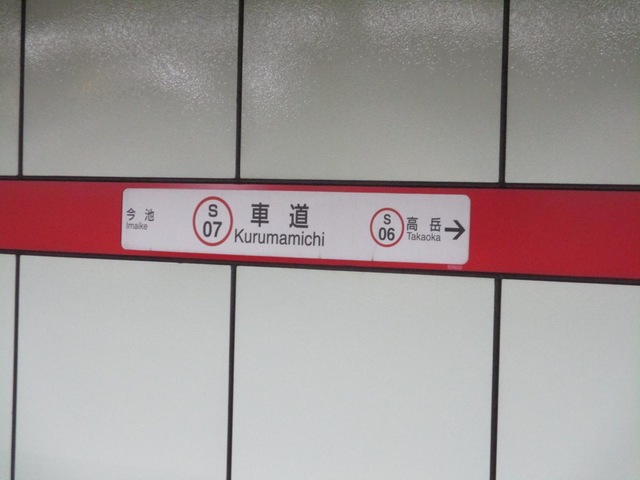 今池
Imaike
S
07
車道
Kurumamichi
S
06
高岳
Takaoka
→